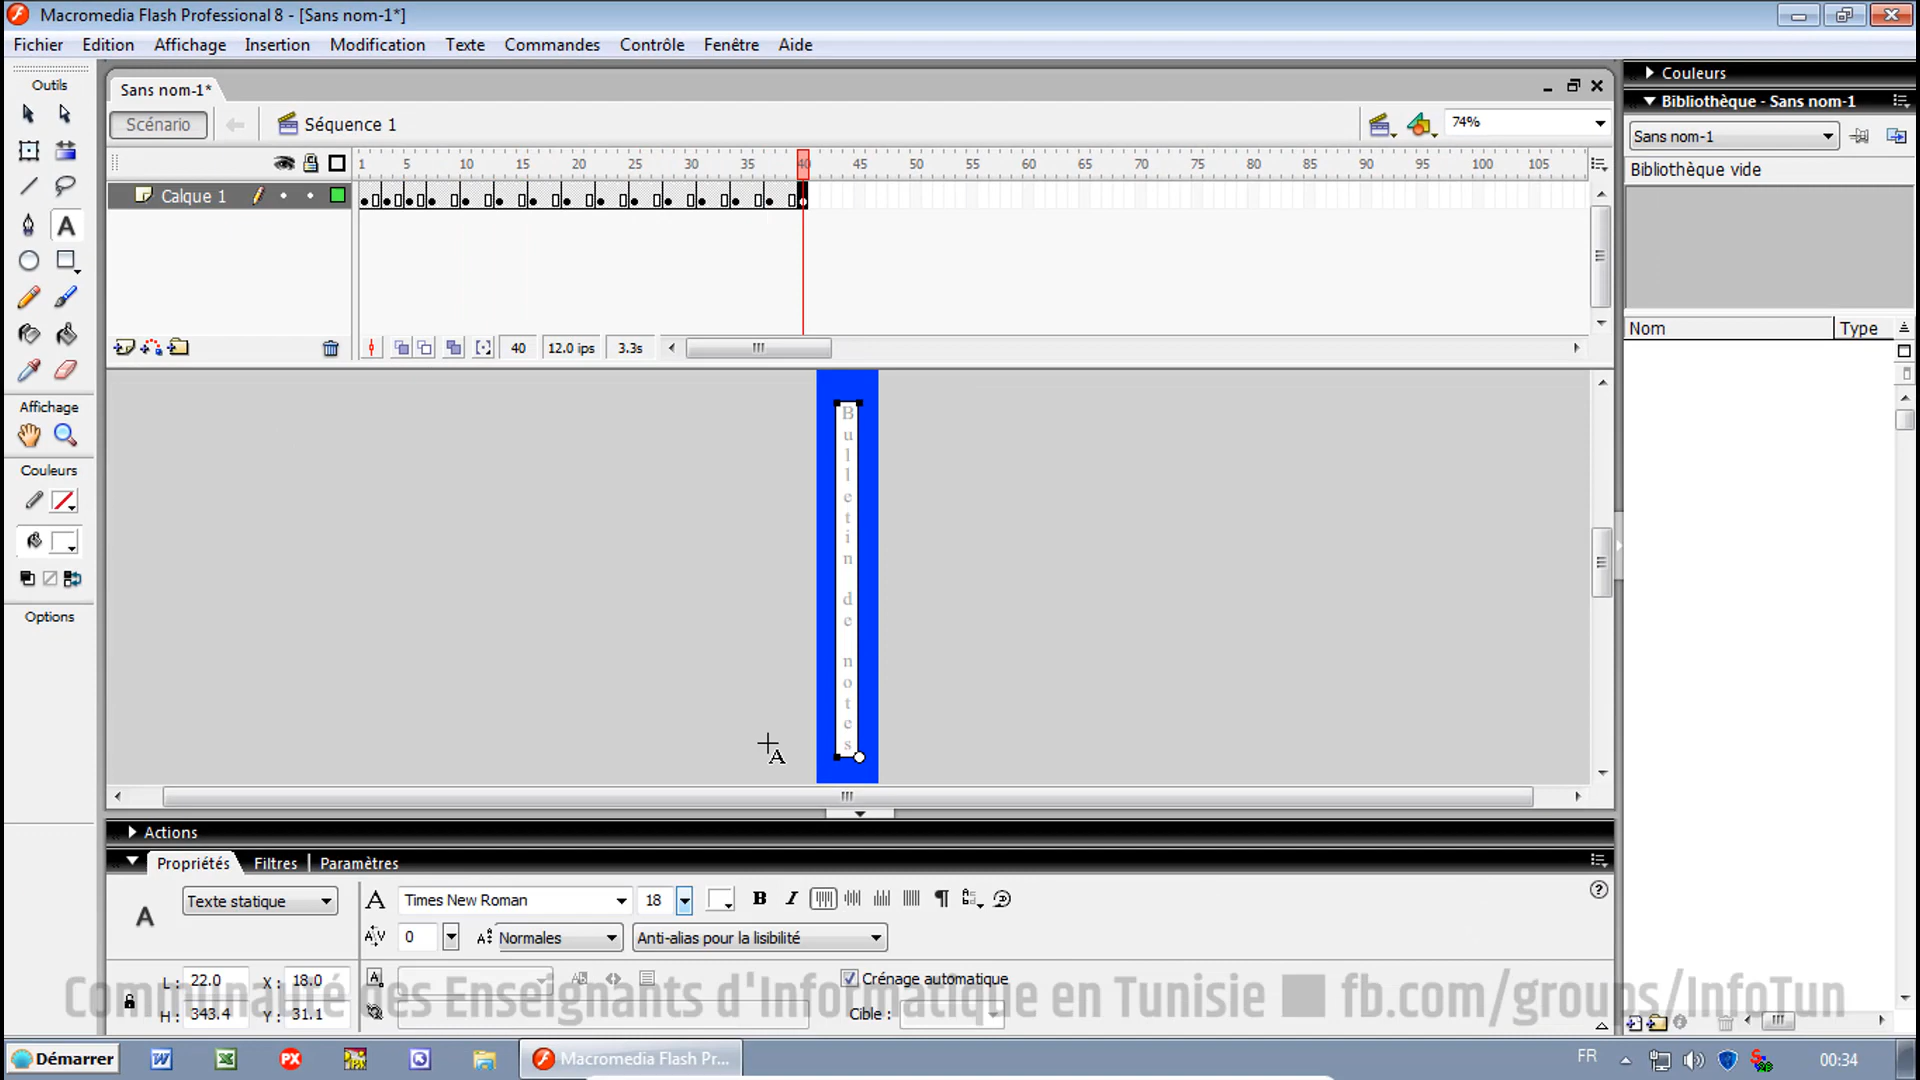 Macromedia Flash Professional 8 - [Sans nom-1*]
Fichier Edition Affichage Insertion Modification Texte Commandes Contrôle Fenêtre Aide
Outils
Sans nom-1*
Scénario
Séquence 1
74%
1 5 10 15 20 25 30 35 40 45 50 55 60 65 70 75 80 85 90 95 100 105
Calque 1
40 12.0 ips 3.3s
Affichage
Couleurs
Options
Bulletin de notes
Couleurs
Bibliothèque - Sans nom-1
Sans nom-1
Bibliothèque vide
Nom Type
Actions
Propriétés Filtres Paramètres
Texte statique
A Times New Roman 18 B I
A
0 Normales Anti-alias pour la lisibilité
L: 22.0 X: 18.0
Crénage automatique
H: 343.4 Y: 31.1
Cible :
Communauté des Enseignants d'Informatique en Tunisie fb.com/groups/InfoTun
Démarrer
Macromedia Flash Pr...
FR
00:34